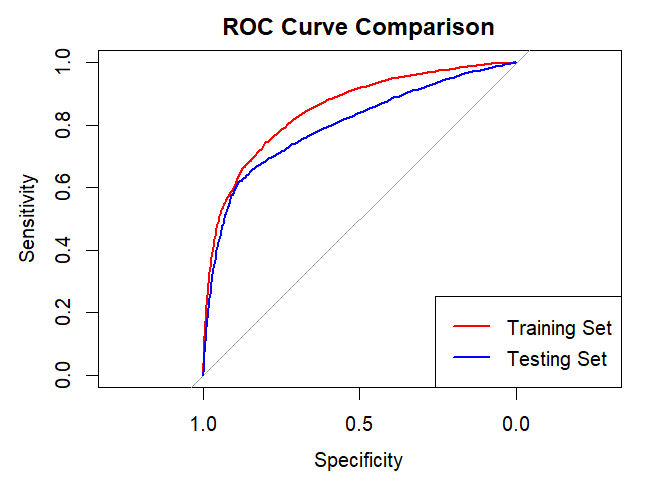 ROC Curve Comparison
Sensitivity
1.0
0.8
0.6
0.4
0.2
0.0
Training Set
Testing Set
1.0 0.5 0.0
Specificity